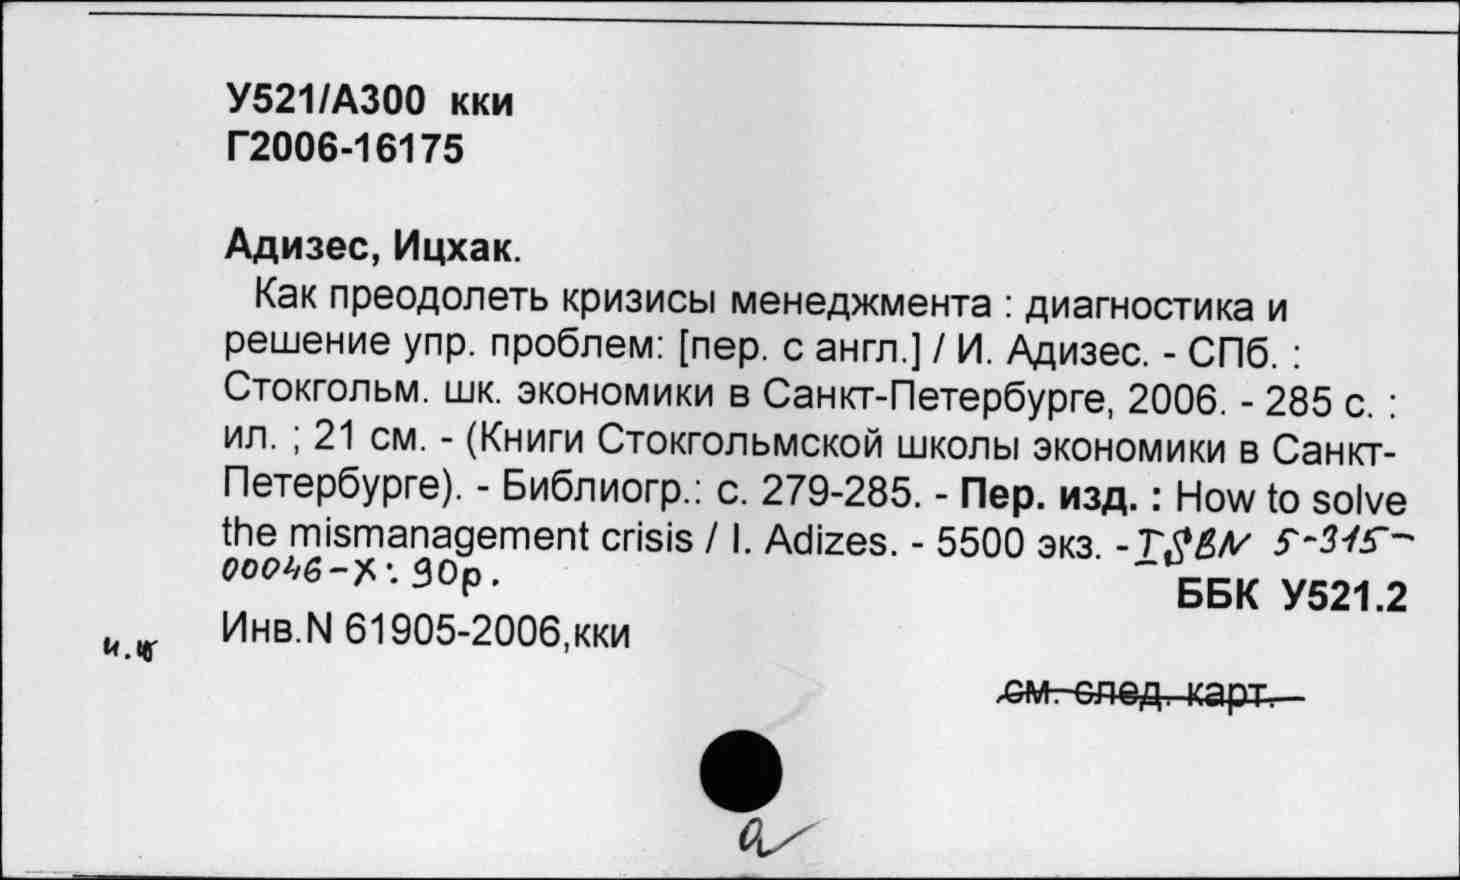 У521/А300 кки
Г2006-16175
Адизес, Ицхак.
Как преодолеть кризисы менеджмента : диагностика и
решение упр. проблем: [пер. с англ.] / И. Адизес. - СПб. :
Стокгольм. шк. экономики в Санкт-Петербурге, 2006. - 285 с. :
ил. ; 21 см. - (Книги Стокгольмской школы экономики в Санкт-
Петербурге). - Библиогр.: с. 279-285. - Пер. изд. : How to solve
the mismanagement crisis / I. Adizes. - 5500 экз. - ISBN 5-315-
00046-X : 90р.
ББК У521.2
Инв.N 61905-2006,кки
см. след. карт.
а